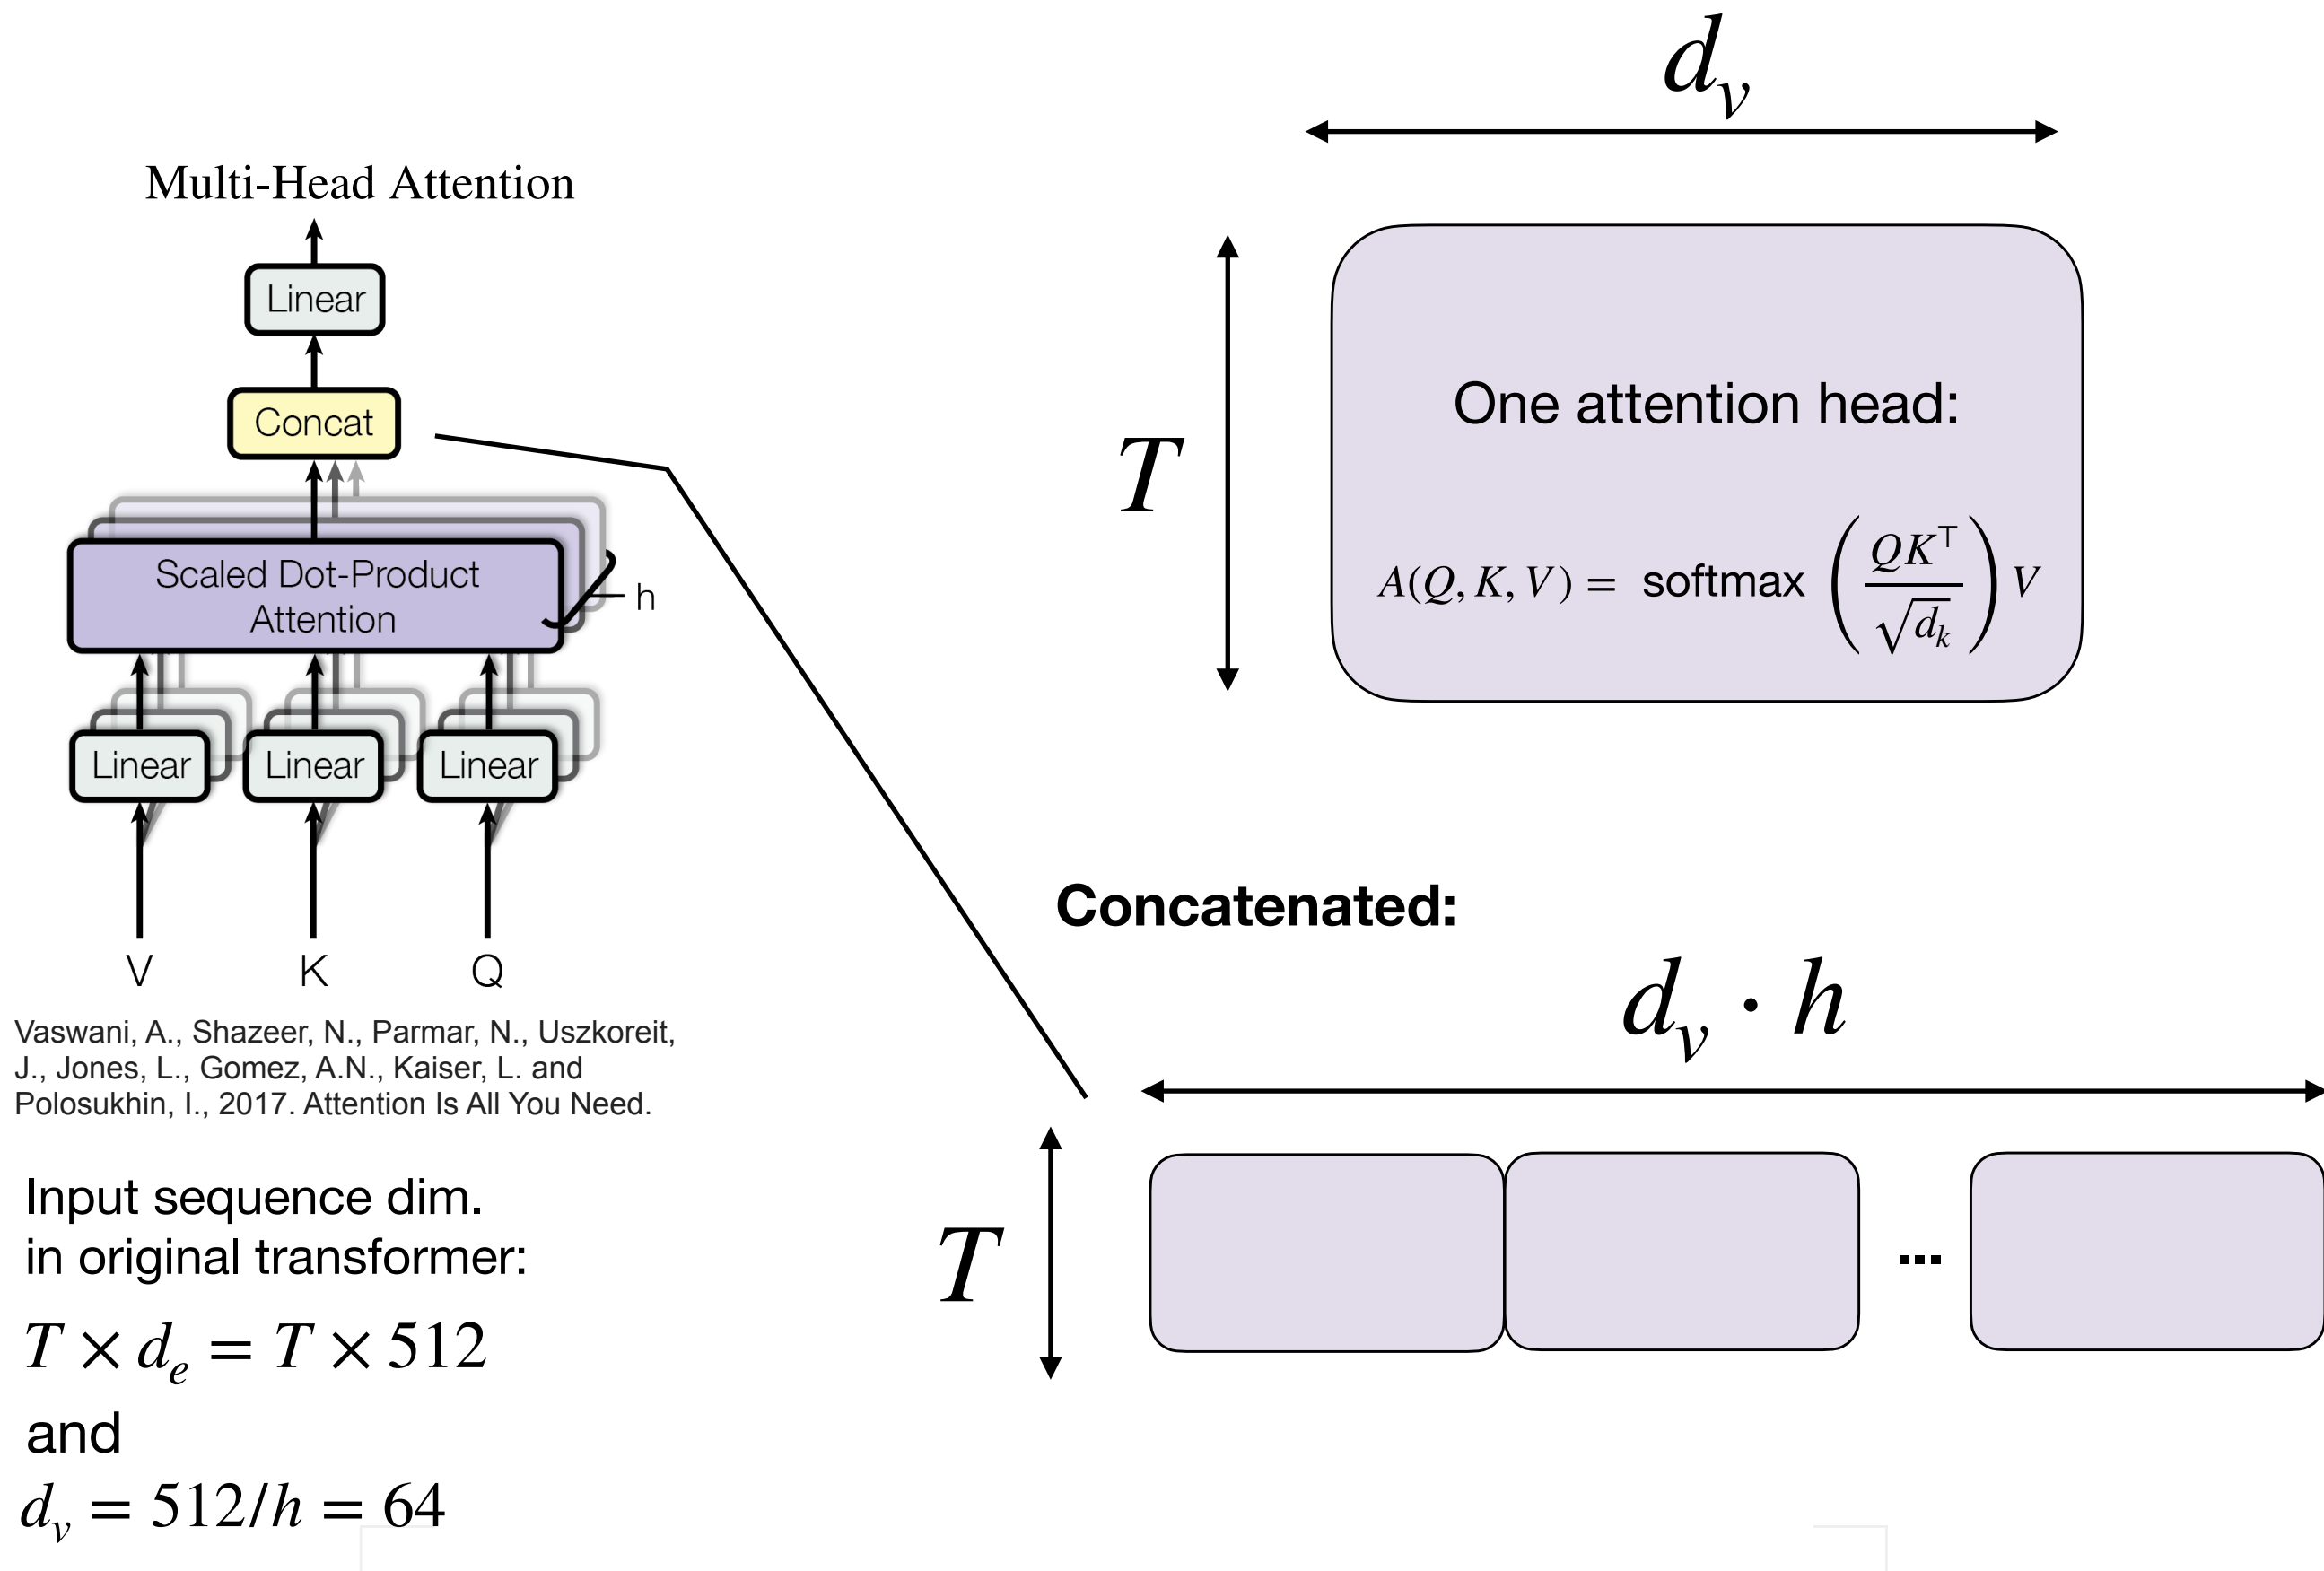 Multi-Head Attention
Linear
Concat
Scaled Dot-Product
Attention
h
Linear
Linear
Linear
V
K
Q
Vaswani, A., Shazeer, N., Parmar, N., Uszkoreit,
J., Jones, L., Gomez, A.N., Kaiser, L. and
Polosukhin, I., 2017. Attention Is All You Need.
Input sequence dim.
in original transformer:
T × d_e = T × 512
and
d_v = 512/h = 64
d_v
T
One attention head:
A(Q, K, V) = softmax (QK^⊤ / √d_k) V
Concatenated:
d_v · h
T
...